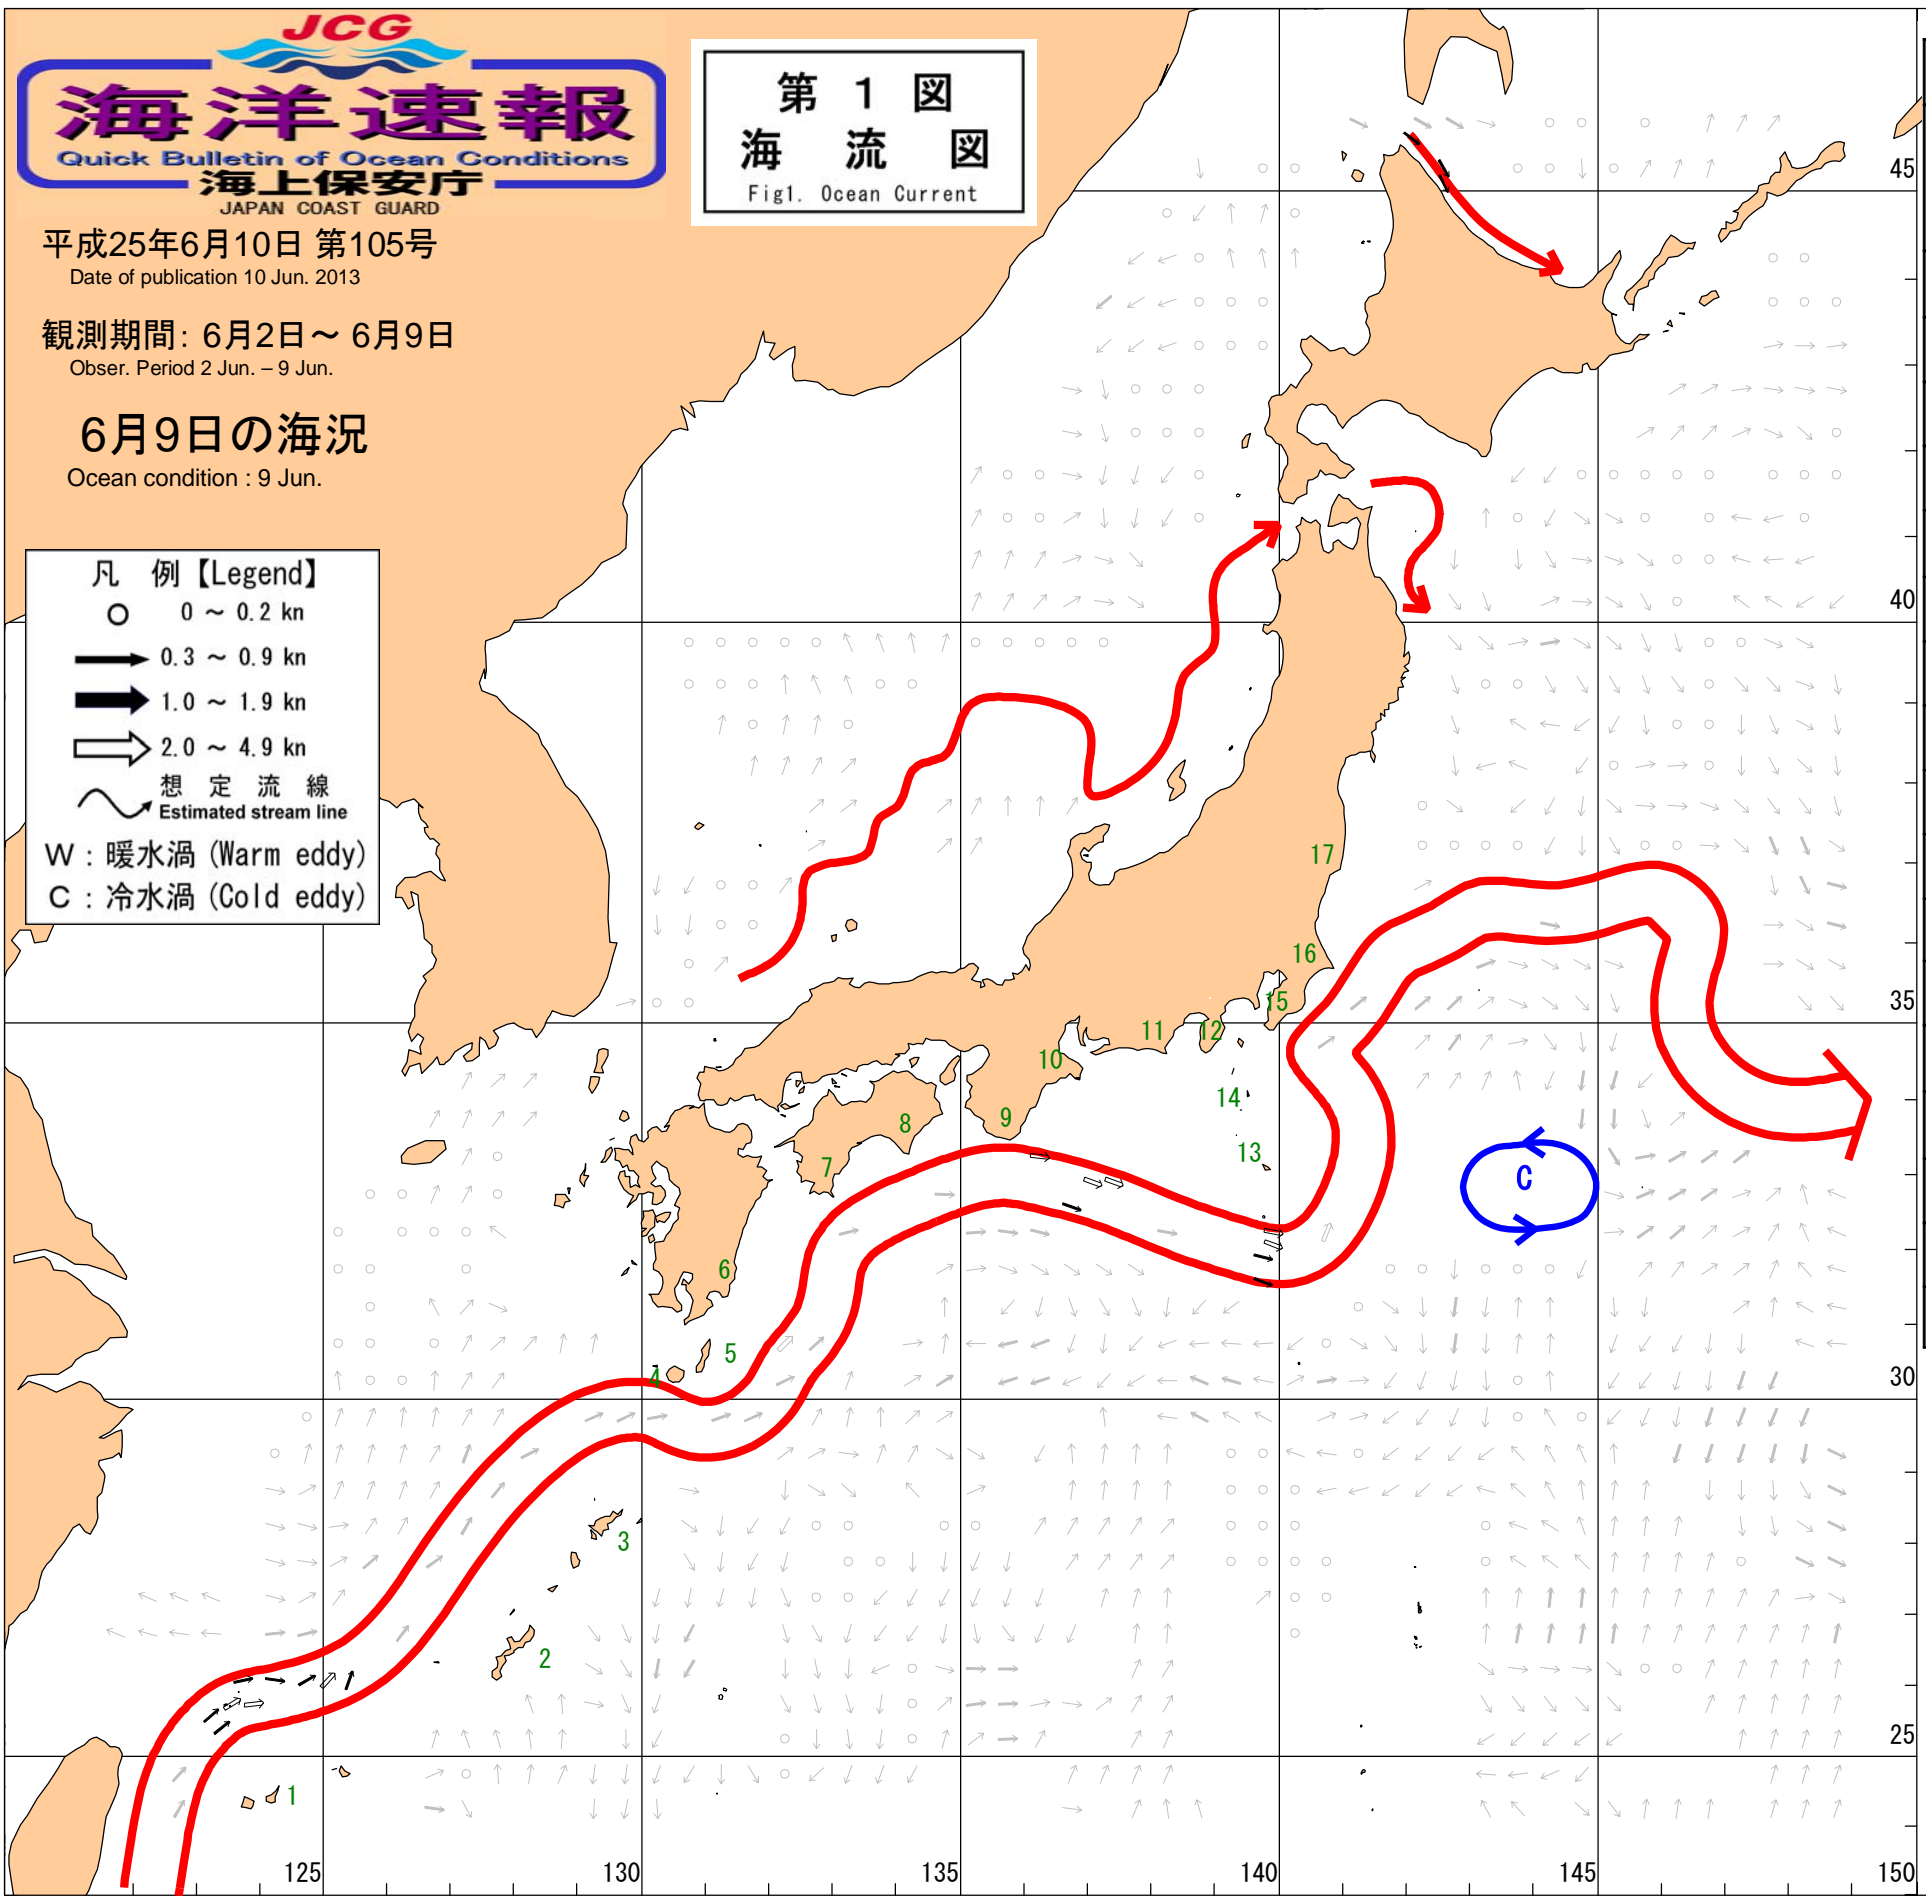 JCG
海洋速報
Quick Bulletin of Ocean Conditions
海上保安庁
JAPAN COAST GUARD
第 1 図
海 流 図
Fig1. Ocean Current
平成25年6月10日 第105号
Date of publication 10 Jun. 2013
観測期間: 6月2日~ 6月9日
Obser. Period 2 Jun. – 9 Jun.
6月9日の海況
Ocean condition : 9 Jun.
凡 例【Legend】
0 ~ 0.2 kn
0.3 ~ 0.9 kn
1.0 ~ 1.9 kn
2.0 ~ 4.9 kn
想 定 流 線
Estimated stream line
W : 暖水渦 (Warm eddy)
C : 冷水渦 (Cold eddy)
45
40
17
16
35
15
12
11
10
14
9
8
13
7
C
6
5
4
30
3
2
25
1
125
130
135
140
145
150